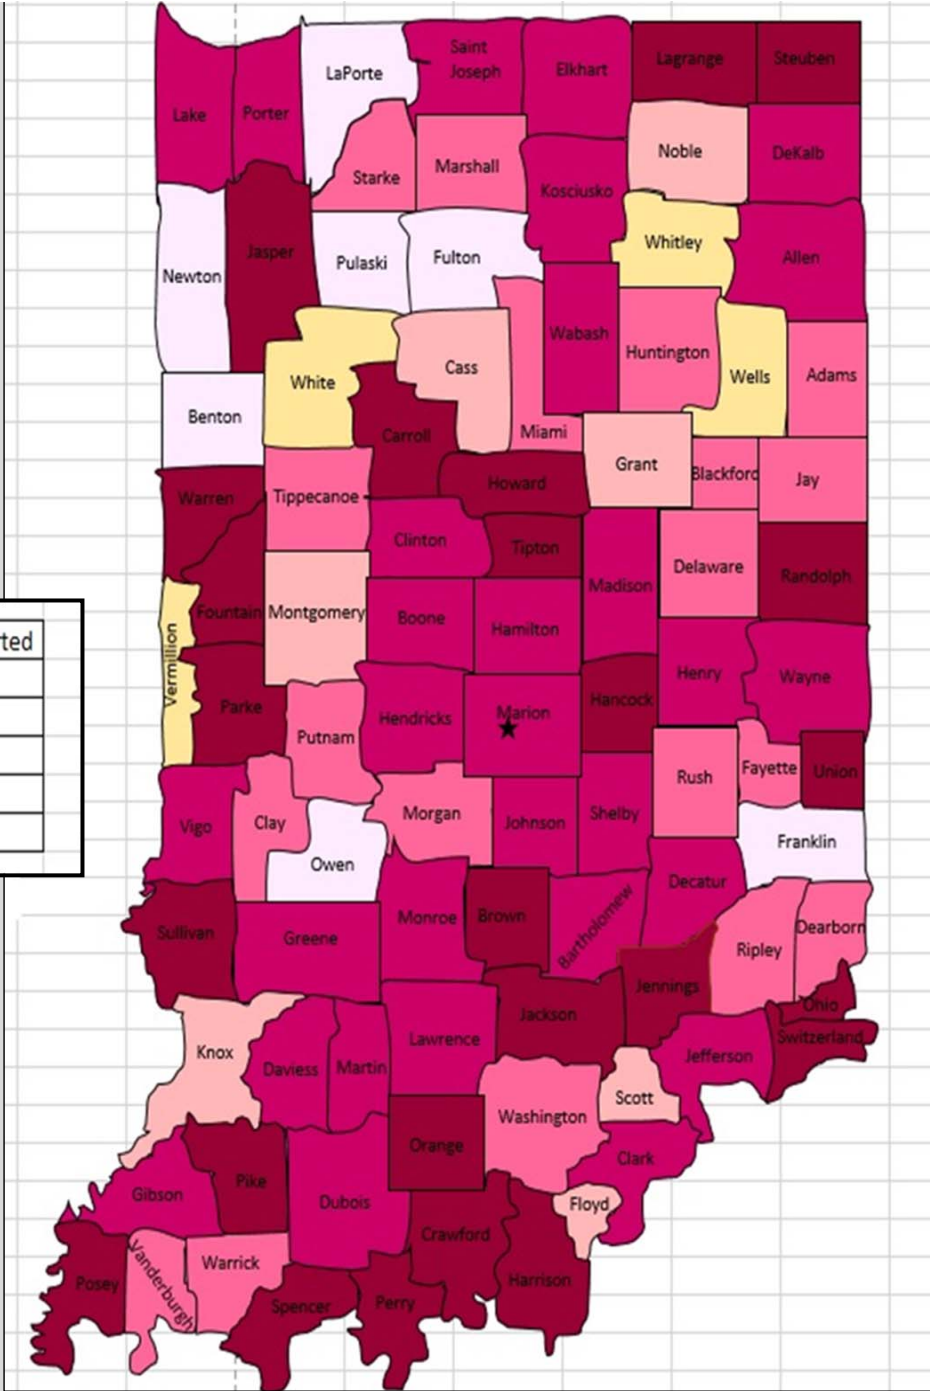 Saint
Joseph
Elkhart
Lagrange
Steuben
LaPorte
Lake
Porter
Starke
Marshall
Noble
DeKalb
Kosciusko
Newton
Jasper
Pulaski
Fulton
Whitley
Allen
Wabash
Huntington
Wells
Adams
White
Cass
Benton
Carroll
Miami
Grant
Blackford
Jay
Warren
Tippecanoe
Howard
Clinton
Tipton
Madison
Delaware
Randolph
Fountain
Montgomery
Boone
Hamilton
rted
Vermillion
Parke
Putnam
Hendricks
Marion
Hancock
Henry
Wayne
Rush
Fayette
Union
Vigo
Clay
Owen
Morgan
Johnson
Shelby
Franklin
Decatur
Sullivan
Greene
Monroe
Brown
Bartholomew
Jennings
Ripley
Dearborn
Ohio
Switzerland
Knox
Daviess
Martin
Lawrence
Jackson
Jefferson
Scott
Washington
Orange
Clark
Gibson
Pike
Dubois
Floyd
Crawford
Harrison
Posey
Vanderburgh
Warrick
Spencer
Perry